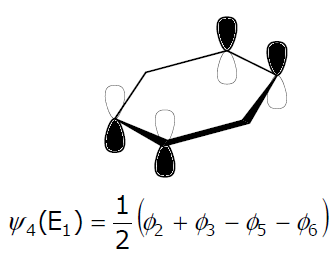 ψ₄(E₁) = 1/2 (ϕ₂ + ϕ₃ − ϕ₅ − ϕ₆)